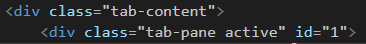 <div class="tab-content">
<div class="tab-pane active" id="1">